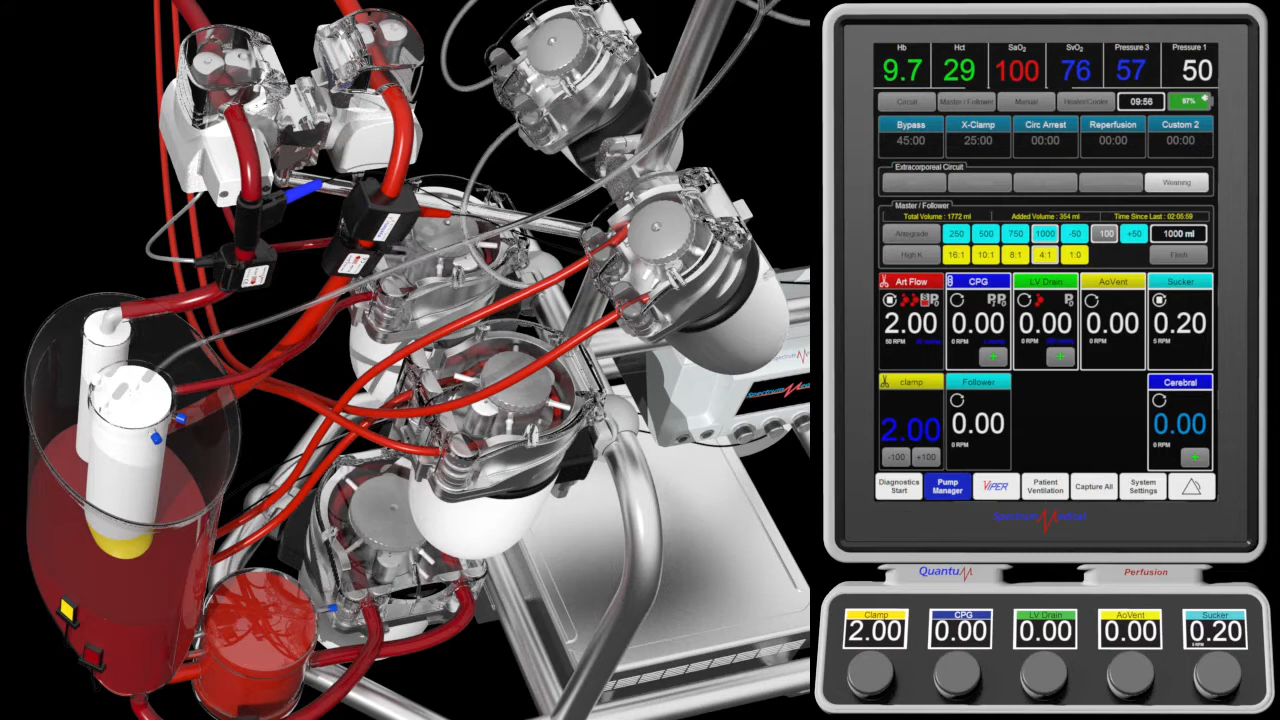 Hb Hct SaO₂ SvO₂ Pressure 3 Pressure 1
9.7 29 100 76 57 50
Circuit Master / Follower Manual Heater/Cooler 09:56 97%
Bypass X-Clamp Circ Arrest Reperfusion Custom 2
45:00 25:00 00:00 00:00 00:00
Extracorporeal Circuit
Weaning
Master / Follower
Total Volume : 1772 ml Added Volume : 354 ml Time Since Last : 02:05:59
Antegrade 250 500 750 1000 -50 100 +50 1000 ml
High K 16:1 10:1 8:1 4:1 1:0 Flush
Art Flow CPG LV Drain AoVent Sucker
2.00 0.00 0.00 0.00 0.20
50 RPM 0 RPM 0 RPM 0 RPM 5 RPM
+ +
clamp Follower Cerebral
2.00 0.00 0.00
0 RPM 0 RPM
-100 +100 +
Diagnostics Start Pump Manager VIPER Patient Ventilation Capture All System Settings
Spectrum Medical
Quantum Perfusion
Clamp CPG LV Drain AoVent Sucker
2.00 0.00 0.00 0.00 0.20